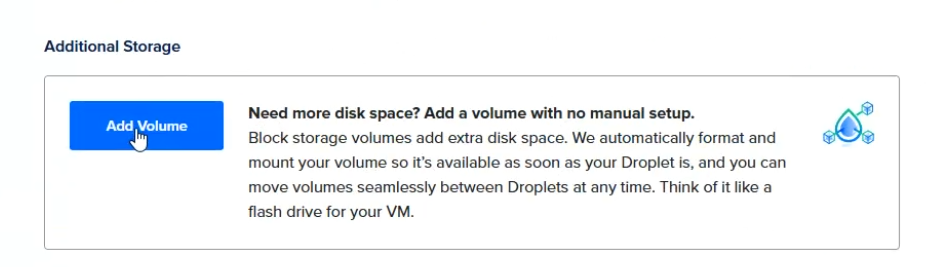 Additional Storage
Add Volume
Need more disk space? Add a volume with no manual setup.
Block storage volumes add extra disk space. We automatically format and
mount your volume so it's available as soon as your Droplet is, and you can
move volumes seamlessly between Droplets at any time. Think of it like a
flash drive for your VM.